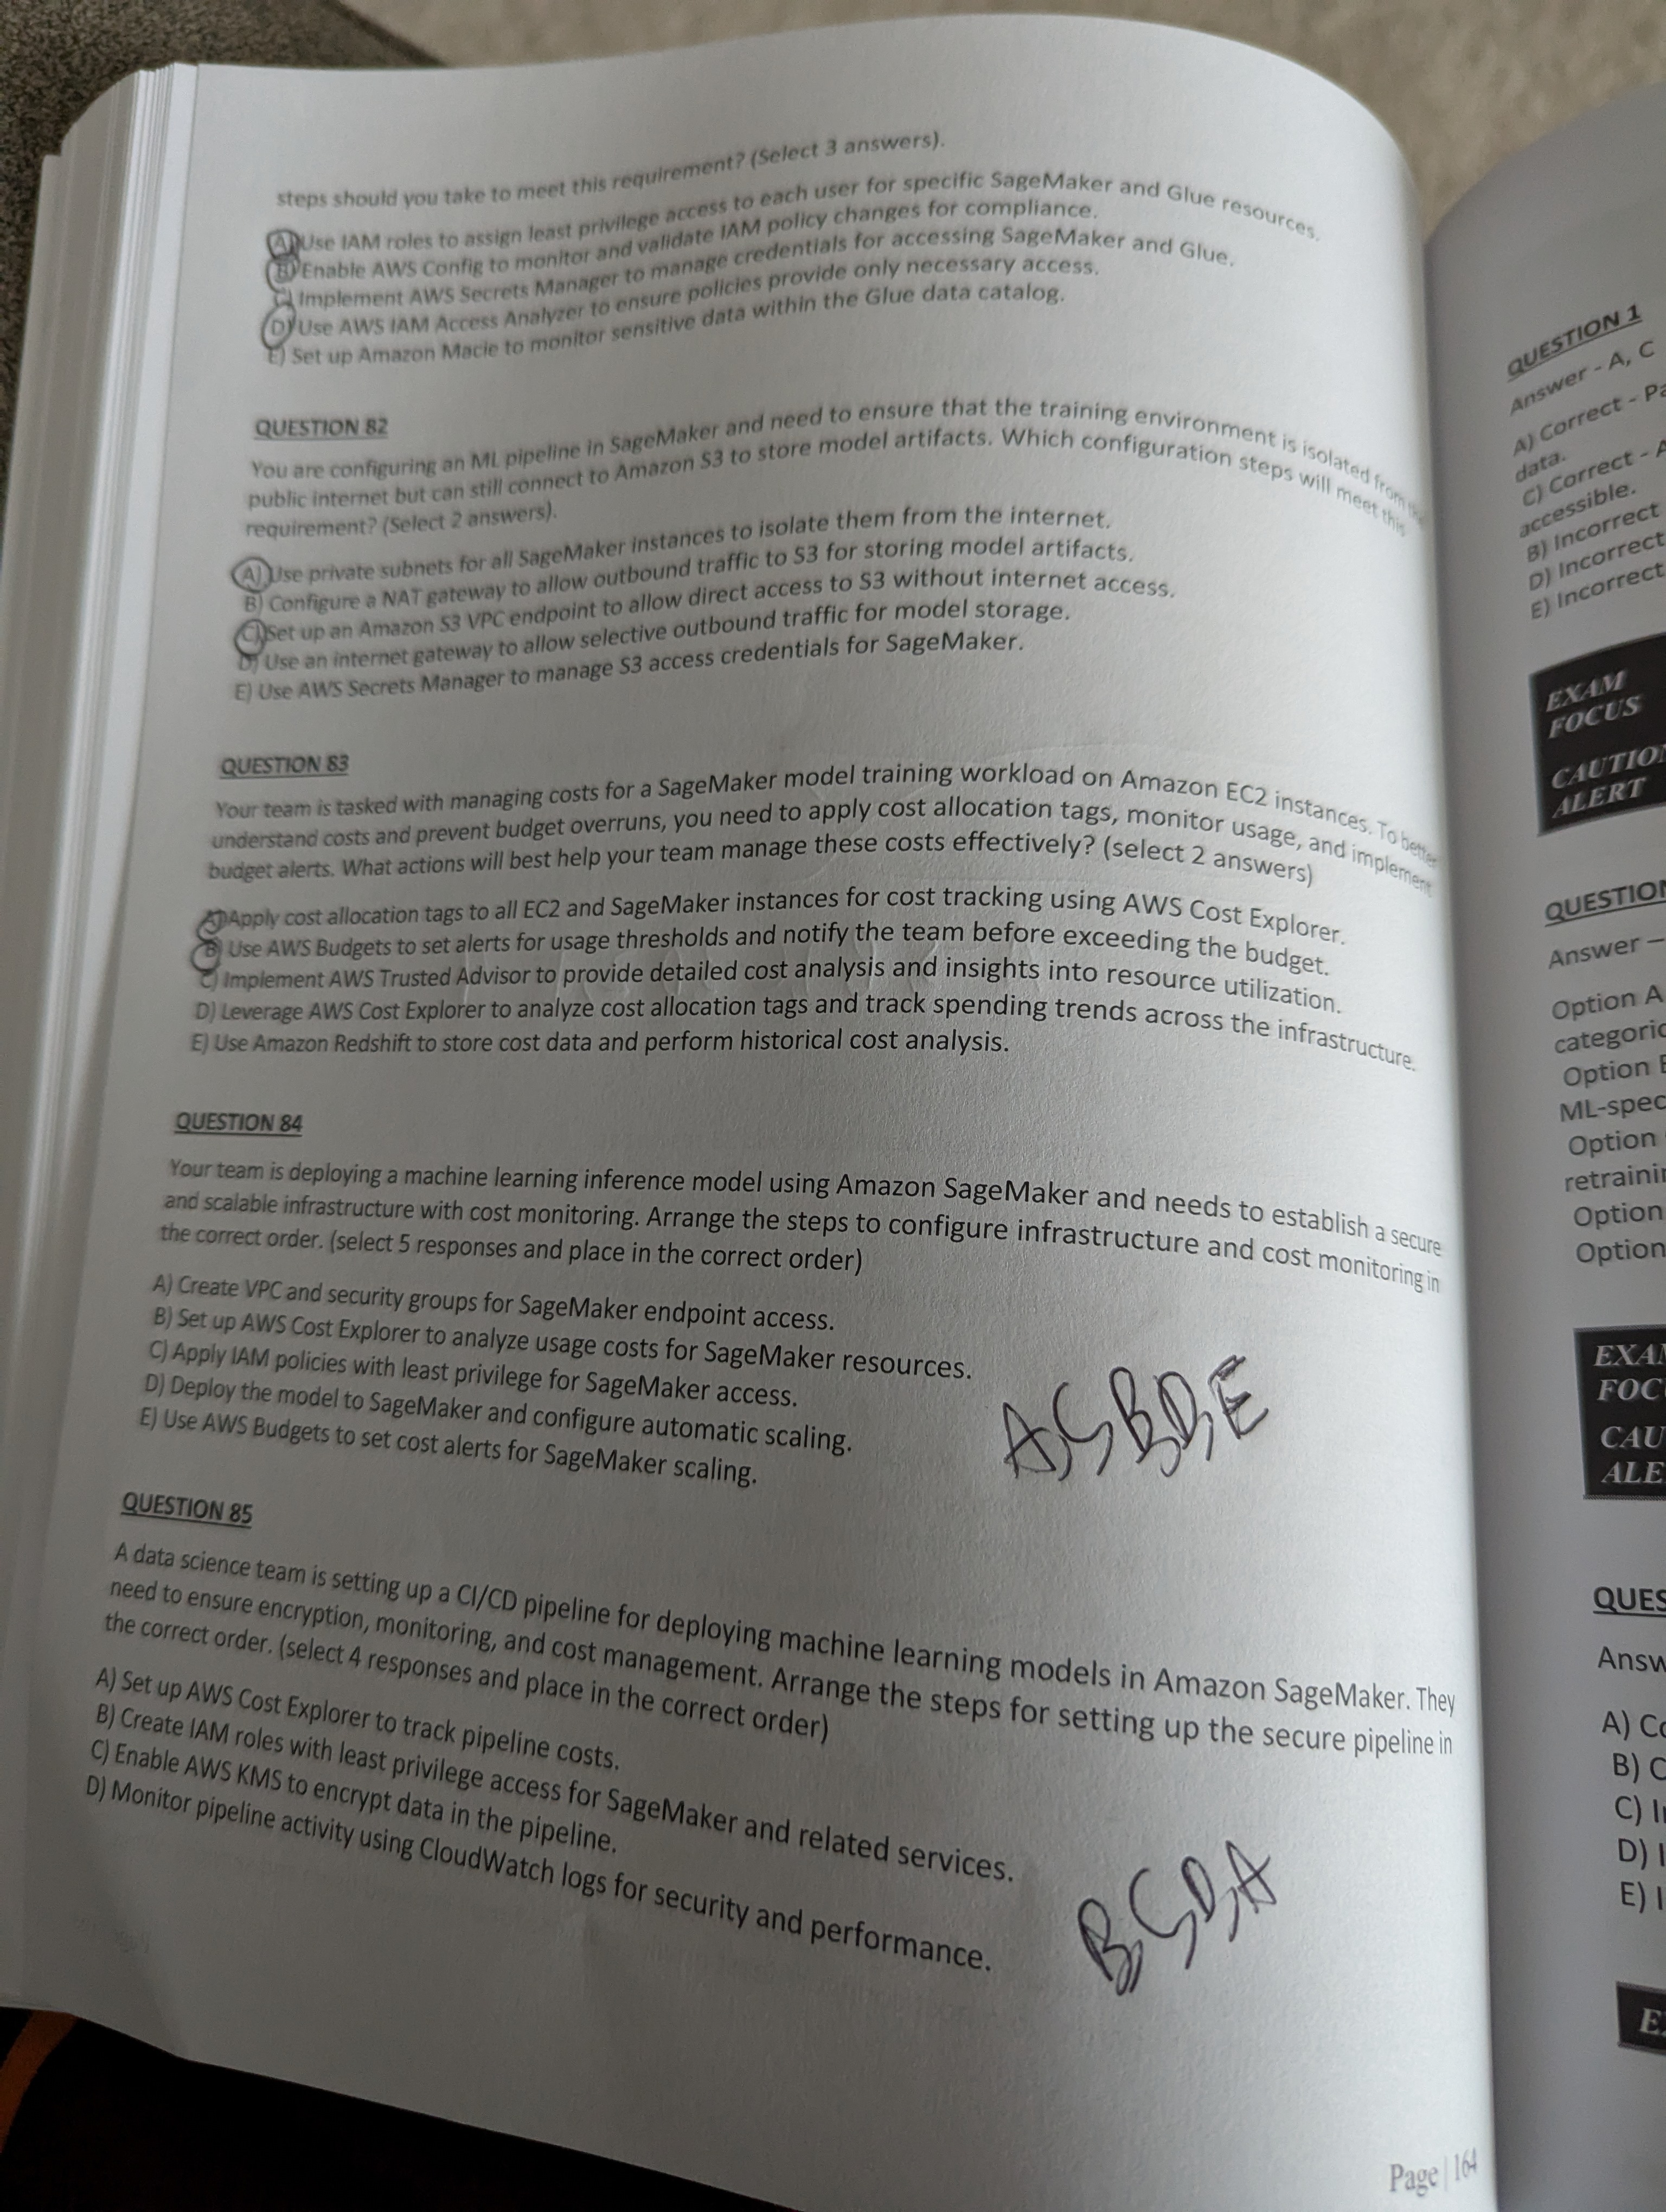 steps should you take to meet this requirement? (Select 3 answers).
A) Use IAM roles to assign least privilege access to each user for specific SageMaker and Glue resources.
B) Enable AWS Config to monitor and validate IAM policy changes for compliance.
C) Implement AWS Secrets Manager to manage credentials for accessing SageMaker and Glue.
D) Use AWS IAM Access Analyzer to ensure policies provide only necessary access.
E) Set up Amazon Macie to monitor sensitive data within the Glue data catalog.
QUESTION 82
You are configuring an ML pipeline in SageMaker and need to ensure that the training environment is isolated from the
public internet but can still connect to Amazon S3 to store model artifacts. Which configuration steps will meet this
requirement? (Select 2 answers).
A) Use private subnets for all SageMaker instances to isolate them from the internet.
B) Configure a NAT gateway to allow outbound traffic to S3 for storing model artifacts.
C) Set up an Amazon S3 VPC endpoint to allow direct access to S3 without internet access.
D) Use an internet gateway to allow selective outbound traffic for model storage.
E) Use AWS Secrets Manager to manage S3 access credentials for SageMaker.
QUESTION 83
Your team is tasked with managing costs for a SageMaker model training workload on Amazon EC2 instances. To better
understand costs and prevent budget overruns, you need to apply cost allocation tags, monitor usage, and implement
budget alerts. What actions will best help your team manage these costs effectively? (select 2 answers)
A) Apply cost allocation tags to all EC2 and SageMaker instances for cost tracking using AWS Cost Explorer.
B) Use AWS Budgets to set alerts for usage thresholds and notify the team before exceeding the budget.
C) Implement AWS Trusted Advisor to provide detailed cost analysis and insights into resource utilization.
D) Leverage AWS Cost Explorer to analyze cost allocation tags and track spending trends across the infrastructure.
E) Use Amazon Redshift to store cost data and perform historical cost analysis.
QUESTION 84
Your team is deploying a machine learning inference model using Amazon SageMaker and needs to establish a secure
and scalable infrastructure with cost monitoring. Arrange the steps to configure infrastructure and cost monitoring in
the correct order. (select 5 responses and place in the correct order)
A) Create VPC and security groups for SageMaker endpoint access.
B) Set up AWS Cost Explorer to analyze usage costs for SageMaker resources.
C) Apply IAM policies with least privilege for SageMaker access.
D) Deploy the model to SageMaker and configure automatic scaling.
E) Use AWS Budgets to set cost alerts for SageMaker scaling.
A,C,B,D,E
QUESTION 85
A data science team is setting up a CI/CD pipeline for deploying machine learning models in Amazon SageMaker. They
need to ensure encryption, monitoring, and cost management. Arrange the steps for setting up the secure pipeline in
the correct order. (select 4 responses and place in the correct order)
A) Set up AWS Cost Explorer to track pipeline costs.
B) Create IAM roles with least privilege access for SageMaker and related services.
C) Enable AWS KMS to encrypt data in the pipeline.
D) Monitor pipeline activity using CloudWatch logs for security and performance.
B,C,D,A
Page | 164
QUESTION 1
Answer - A, C
A) Correct -
data.
C) Correct -
accessible.
B) Incorrect
D) Incorrect
E) Incorrect
EXAM
FOCUS
CAUTION
ALERT
QUESTION
Answer –
Option A
Option
ML-spec
Option
Option
Option
EXAM
FOC
CAU
ALE
QUES
Answ
A)
B)
C)
D)
E)